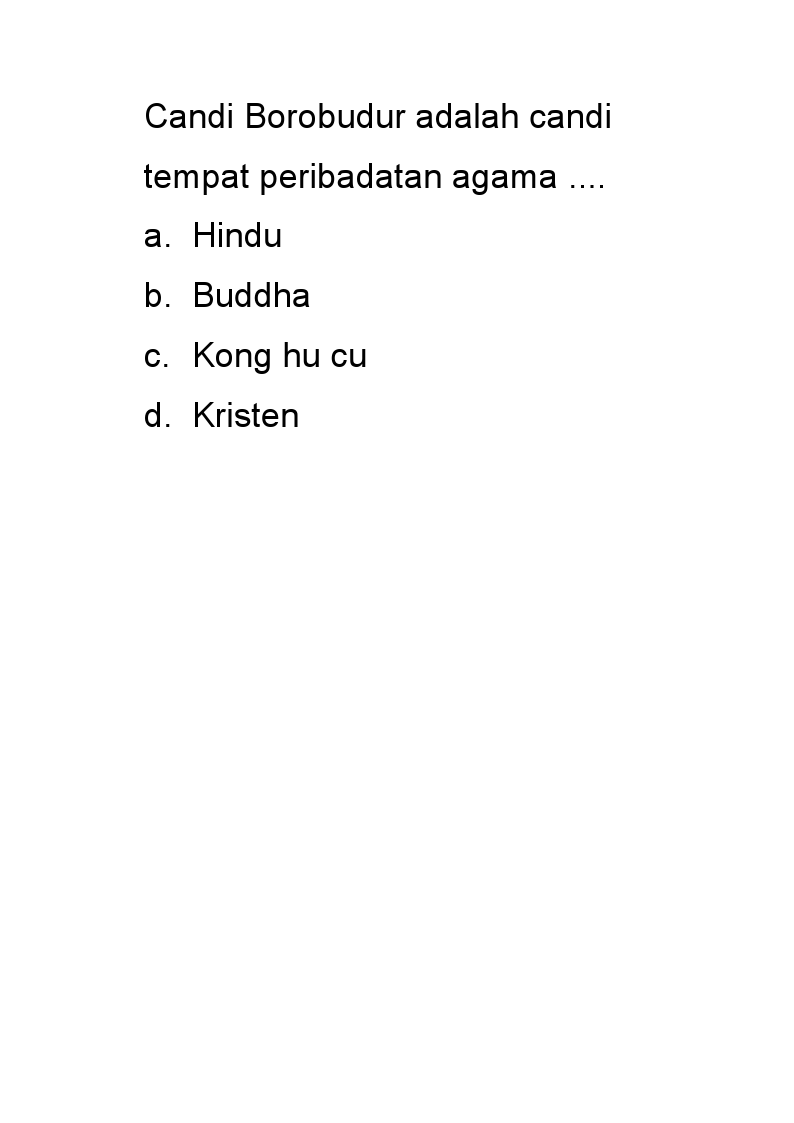 Candi Borobudur adalah candi
tempat peribadatan agama ....
a. Hindu
b. Buddha
c. Kong hu cu
d. Kristen